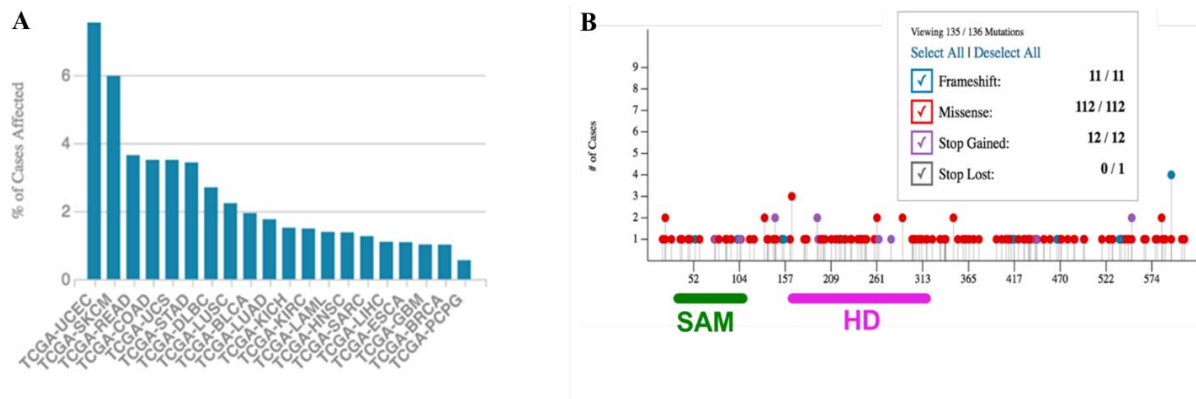 A
% of Cases Affected
6
4
2
0
TCGA-UCEC
TCGA-SKCM
TCGA-READ
TCGA-COAD
TCGA-UCS
TCGA-STAD
TCGA-DLBC
TCGA-LUSC
TCGA-BLCA
TCGA-LUAD
TCGA-KICH
TCGA-KIRC
TCGA-LAML
TCGA-HNSC
TCGA-SARC
TCGA-LIHC
TCGA-ESCA
TCGA-GBM
TCGA-BRCA
TCGA-PCPG
B
# of Cases
9
8
7
6
5
4
3
2
1
Viewing 135 / 136 Mutations
Select All | Deselect All
Frameshift: 11 / 11
Missense: 112 / 112
Stop Gained: 12 / 12
Stop Lost: 0 / 1
52 104 157 209 261 313 365 417 470 522 574
SAM HD